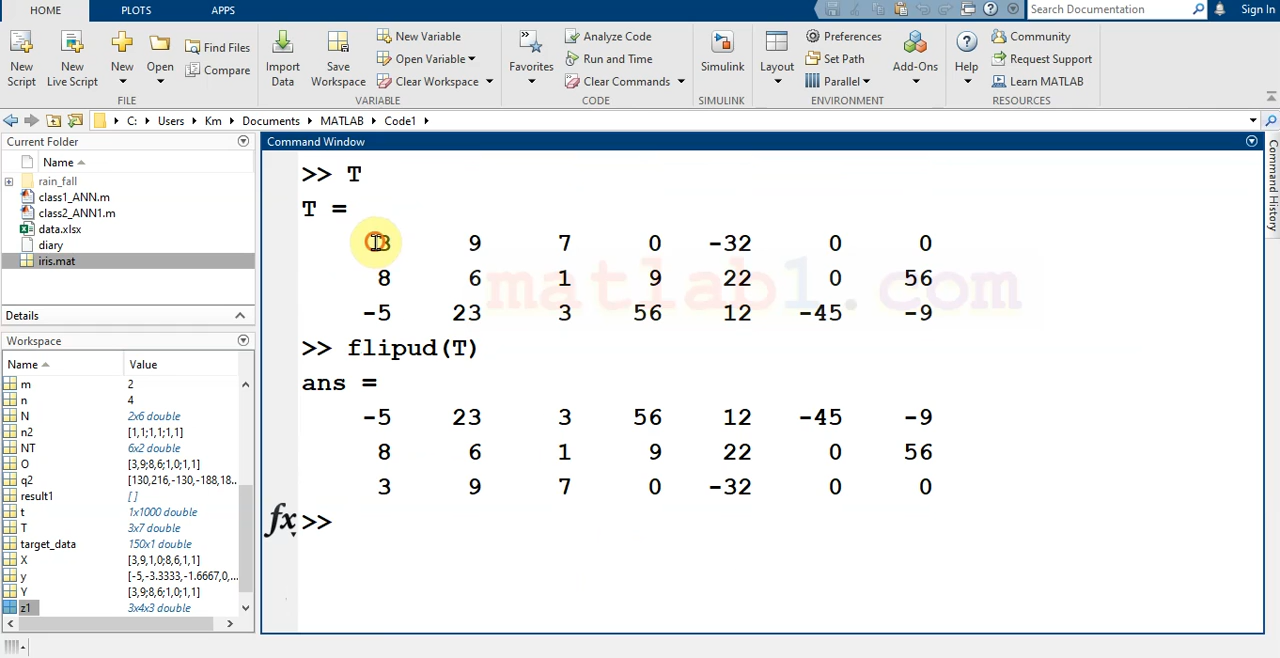 HOME PLOTS APPS Search Documentation Sign In
New Script
New Live Script
New
Open
Find Files
Compare
FILE
Import Data
Save Workspace
New Variable
Open Variable
Clear Workspace
VARIABLE
Favorites
Analyze Code
Run and Time
Clear Commands
CODE
Simulink
SIMULINK
Layout
Preferences
Set Path
Parallel
ENVIRONMENT
Add-Ons
Help
Community
Request Support
Learn MATLAB
RESOURCES
C: Users Km Documents MATLAB Code1
Current Folder
Name
rain_fall
class1_ANN.m
class2_ANN1.m
data.xlsx
diary
iris.mat
Details
Workspace
Name Value
m 2
n 4
N 2x6 double
n2 [1,1;1,1;1,1]
NT 6x2 double
O [3,9;8,6;1,0;1,1]
q2 [130,216,-130,-188,18...
result1 []
t 1x1000 double
T 3x7 double
target_data 150x1 double
X [3,9,1,0;8,6,1,1]
y [-5,-3.3333,-1.6667,0,...
Y [3,9;8,6;1,0;1,1]
z1 3x4x3 double
Command Window
>> T
T =
3 9 7 0 -32 0 0
8 6 1 9 22 0 56
-5 23 3 56 12 -45 -9
matlab1.com
>> flipud(T)
ans =
-5 23 3 56 12 -45 -9
8 6 1 9 22 0 56
3 9 7 0 -32 0 0
fx >>
Command History